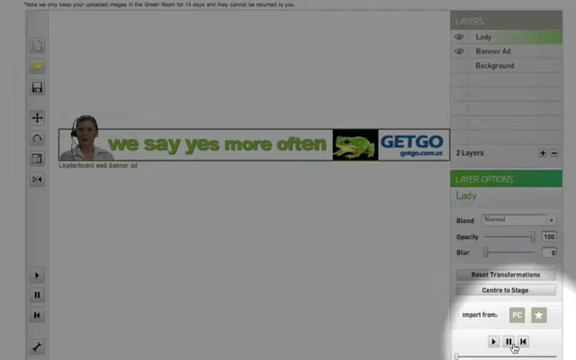 *Note we only keep your uploaded images in the Green Room for 14 days and they cannot be returned to you.
LAYERS
Lady
Banner Ad
Background
we say yes more often
GETGO
getgo.com.us
Leaderboard web banner ad
2 Layers
LAYER OPTIONS
Lady
Blend Normal
Opacity 100
Blur 0
Reset Transformations
Centre to Stage
Import from: PC